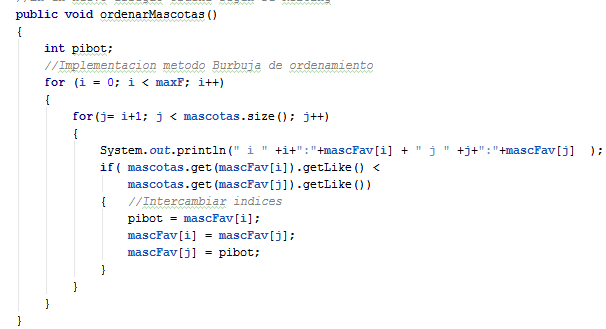 public void ordenarMascotas()
{
int pibot;
//Implementacion metodo Burbuja de ordenamiento
for (i = 0; i < maxF; i++)
{
for(j= i+1; j < mascotas.size(); j++)
{
System.out.println(" i " +i+":"+mascFav[i] + " j " +j+":"+mascFav[j]  );
if( mascotas.get(mascFav[i]).getLike() <
mascotas.get(mascFav[j]).getLike())
{ //Intercambiar indices
pibot = mascFav[i];
mascFav[i] = mascFav[j];
mascFav[j] = pibot;
}
}
}
}